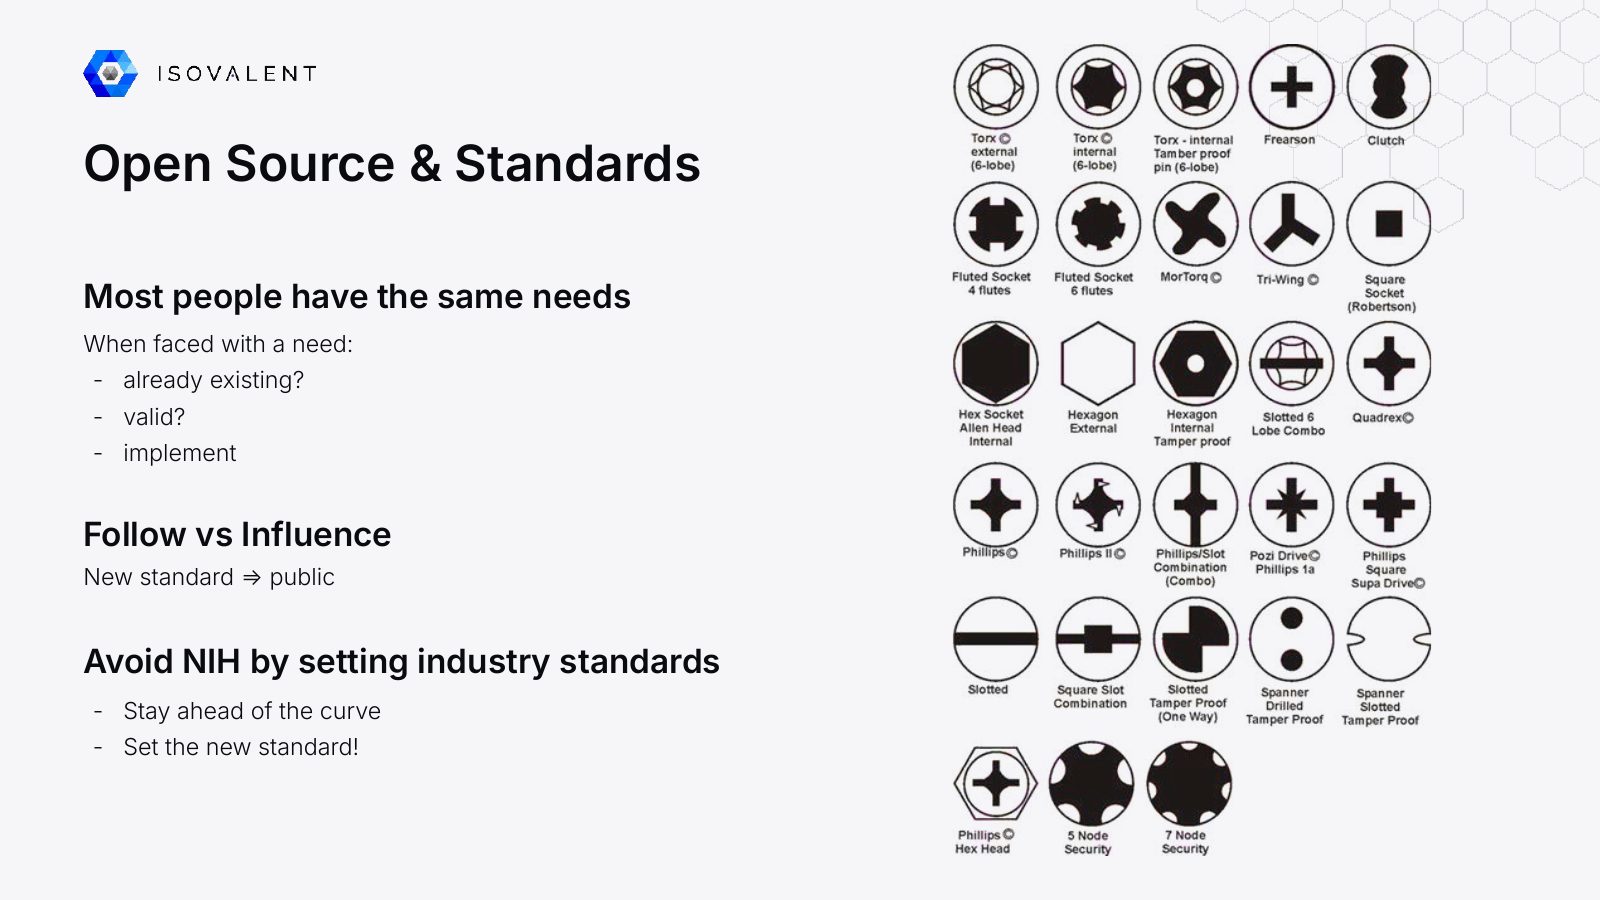 ISOVALENT
Open Source & Standards
Most people have the same needs
When faced with a need:
- already existing?
- valid?
- implement
Follow vs Influence
New standard ⇒ public
Avoid NIH by setting industry standards
- Stay ahead of the curve
- Set the new standard!
Torx ©
external
(6-lobe)
Torx ©
internal
(6-lobe)
Torx - internal
Tamber proof
pin (6-lobe)
Frearson
Clutch
Fluted Socket
4 flutes
Fluted Socket
6 flutes
MorTorq ©
Tri-Wing ©
Square
Socket
(Robertson)
Hex Socket
Allen Head
Internal
Hexagon
External
Hexagon
Internal
Tamper proof
Slotted 6
Lobe Combo
Quadrex©
Phillips©
Phillips II ©
Phillips/Slot
Combination
(Combo)
Pozi Drive©
Phillips 1a
Phillips
Square
Supa Drive©
Slotted
Square Slot
Combination
Slotted
Tamper Proof
(One Way)
Spanner
Drilled
Tamper Proof
Spanner
Slotted
Tamper Proof
Phillips ©
Hex Head
5 Node
Security
7 Node
Security